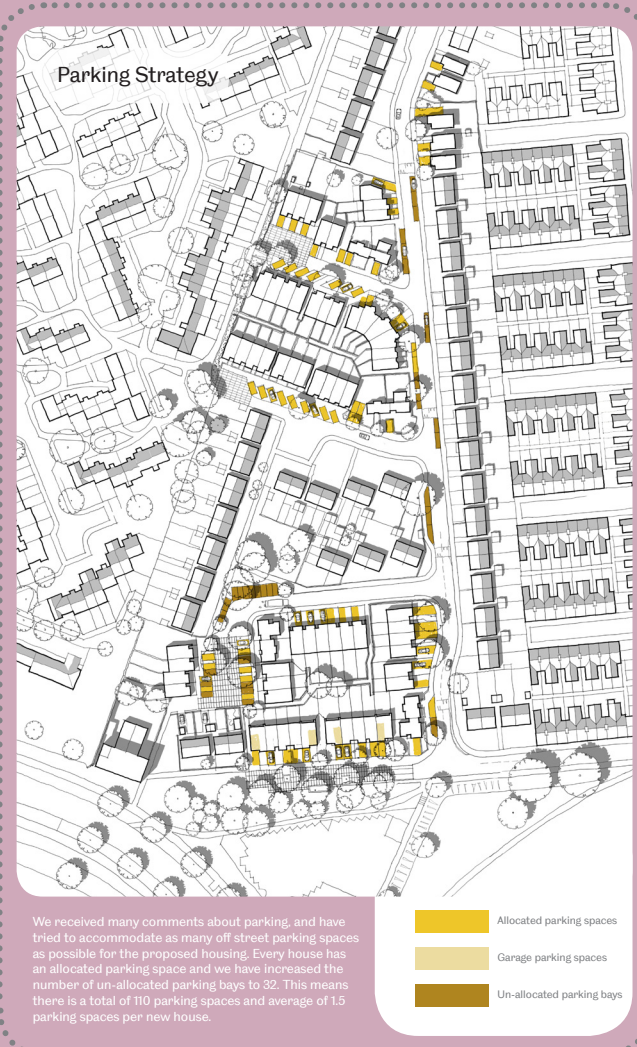 Parking Strategy
We received many comments about parking, and have
tried to accommodate as many off street parking spaces
as possible for the proposed housing. Every house has
an allocated parking space and we have increased the
number of un-allocated parking bays to 32. This means
there is a total of 110 parking spaces and average of 1.5
parking spaces per new house.
Allocated parking spaces
Garage parking spaces
Un-allocated parking bays